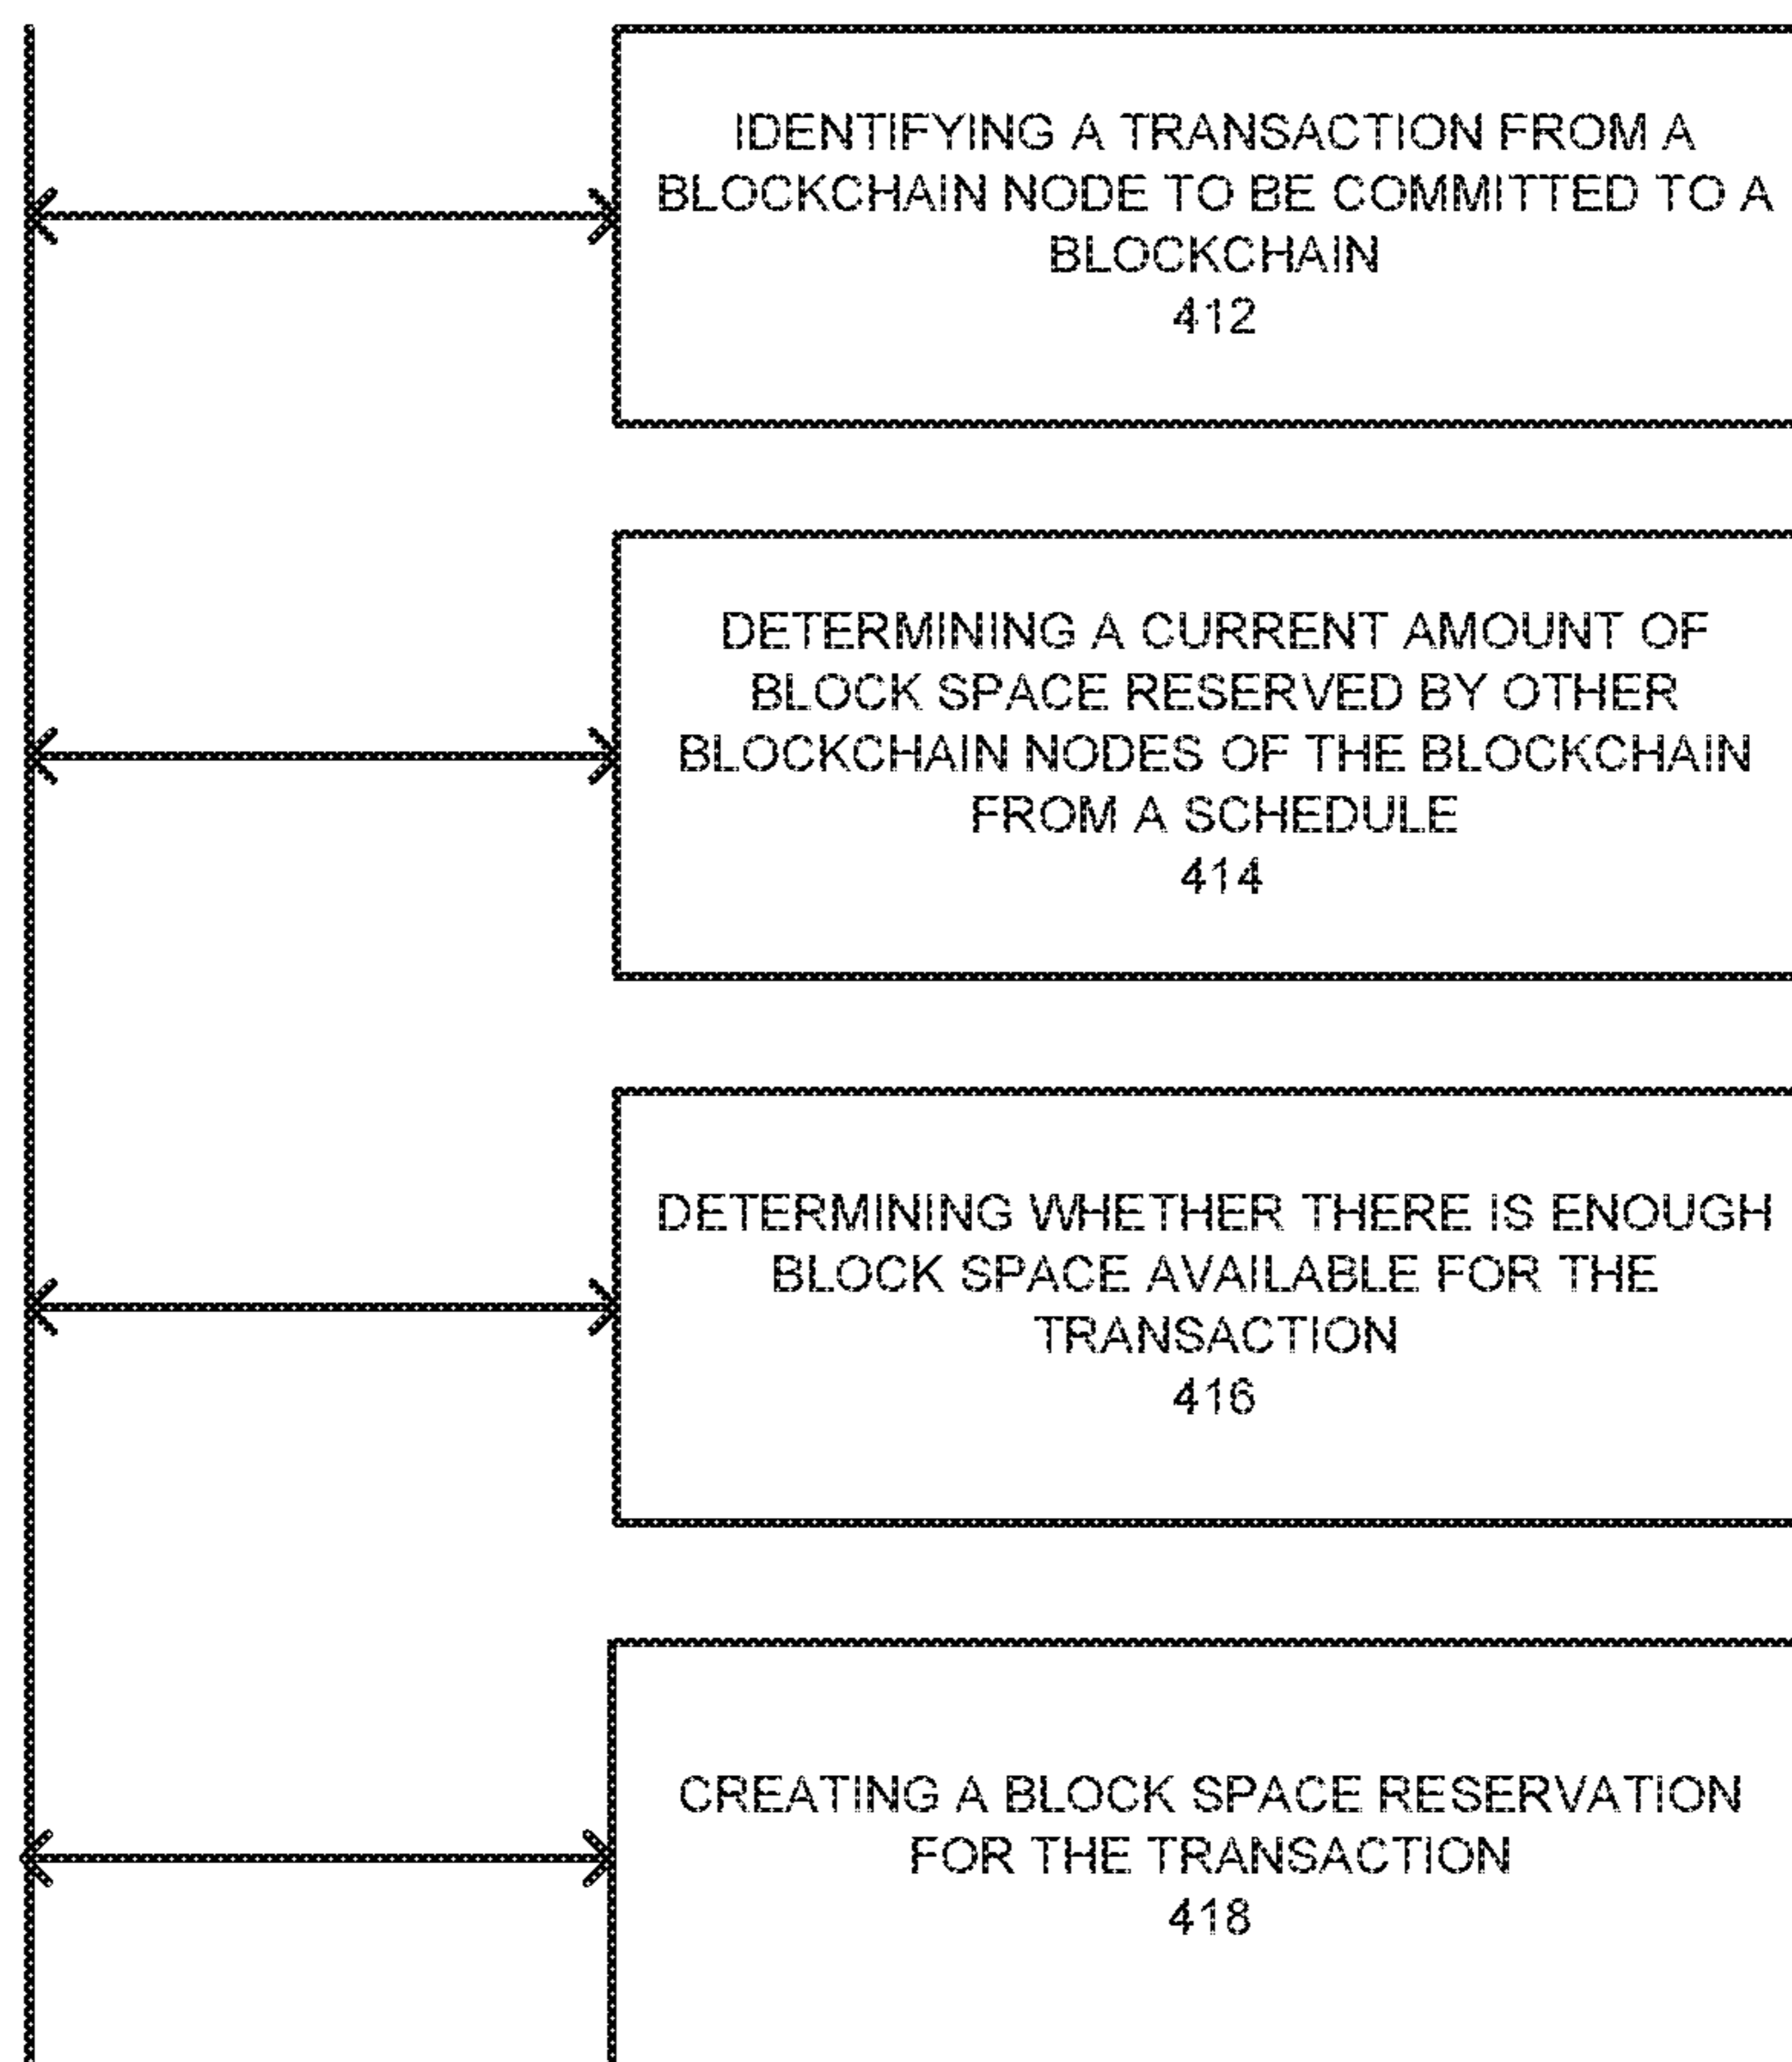 IDENTIFYING A TRANSACTION FROM A
BLOCKCHAIN NODE TO BE COMMITTED TO A
BLOCKCHAIN
412
DETERMINING A CURRENT AMOUNT OF
BLOCK SPACE RESERVED BY OTHER
BLOCKCHAIN NODES OF THE BLOCKCHAIN
FROM A SCHEDULE
414
DETERMINING WHETHER THERE IS ENOUGH
BLOCK SPACE AVAILABLE FOR THE
TRANSACTION
416
CREATING A BLOCK SPACE RESERVATION
FOR THE TRANSACTION
418